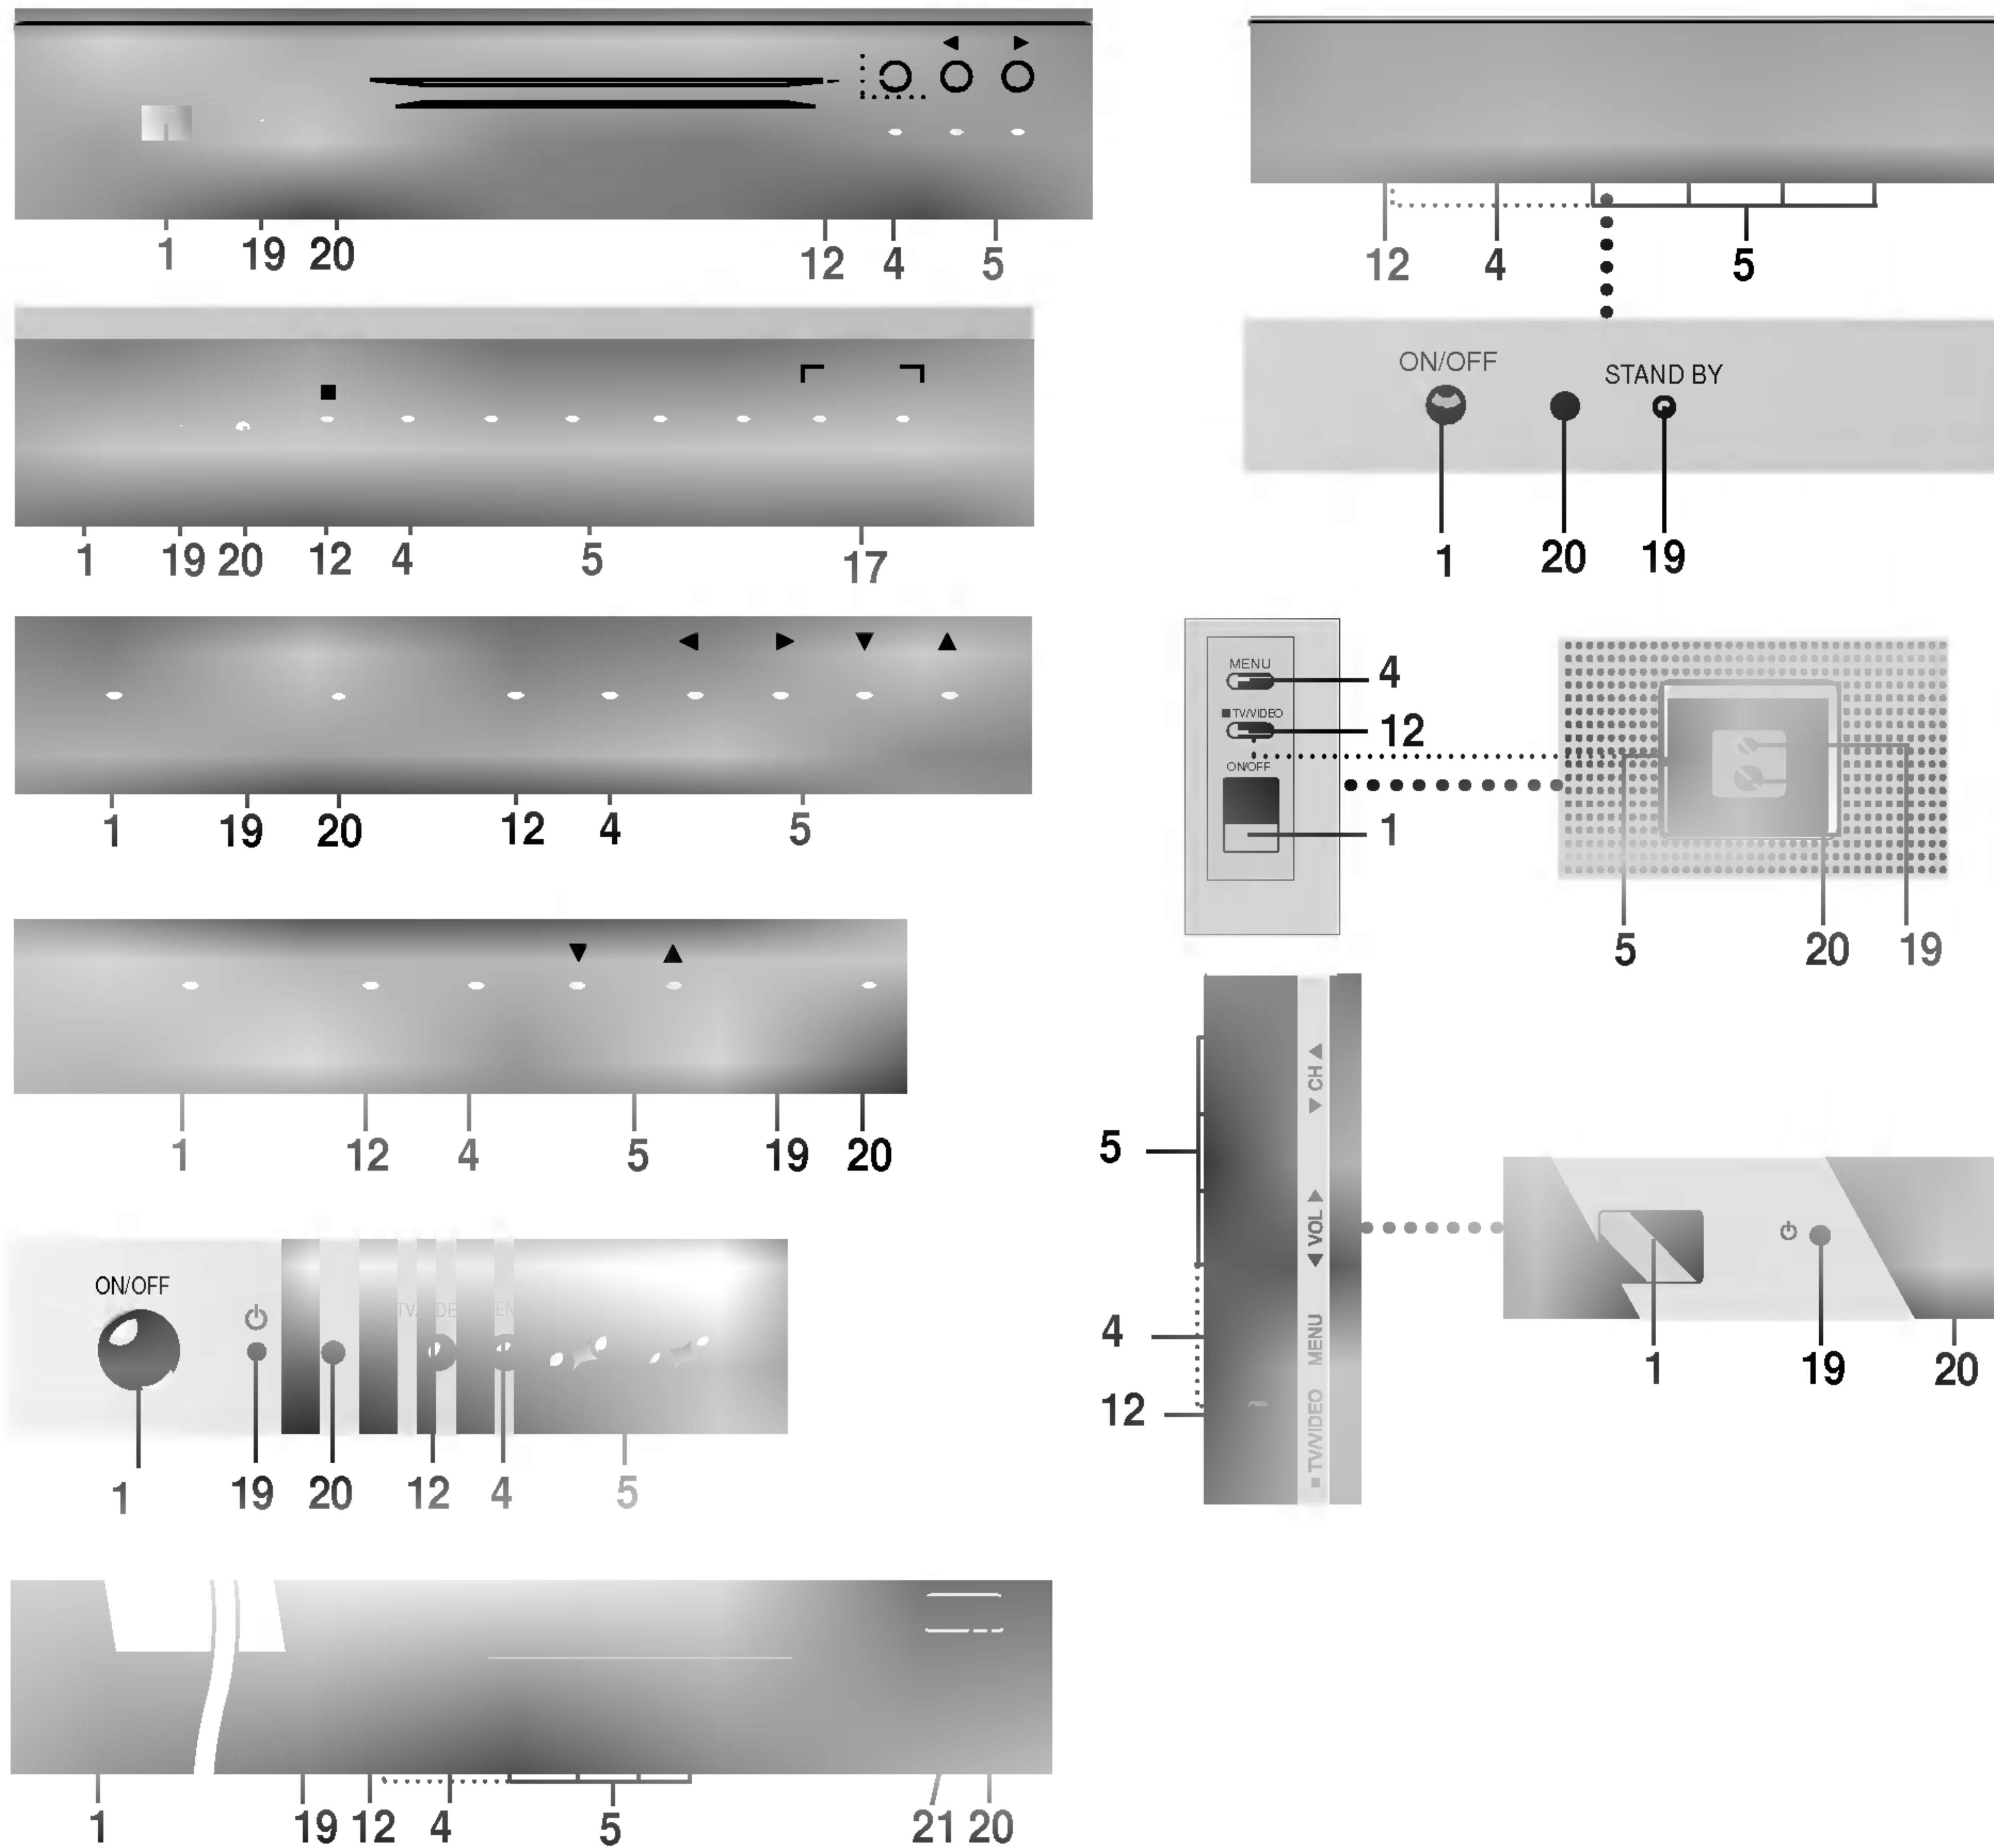 ◀ ▶
1 19 20 12 4 5
■
1 19 20 12 4 5 17
◀ ▶ ▼ ▲
1 19 20 12 4 5
▼ ▲
1 12 4 5 19 20
ON/OFF
1 19 20 12 4 5
1 19 12 4 5 21 20
12 4 5
ON/OFF STAND BY
1 20 19
MENU
4
■ TV/VIDEO
12
ON/OFF
1
5 20 19
▼ CH ▲
5
◀ VOL ▶
4
MENU
12
■ TV/VIDEO
1 19 20